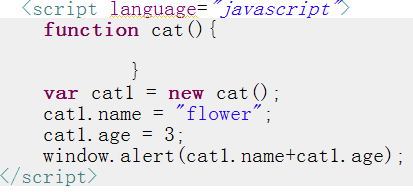 <script language="javascript">
function cat(){
}
var cat1 = new cat();
cat1.name = "flower";
cat1.age = 3;
window.alert(cat1.name+cat1.age);
</script>